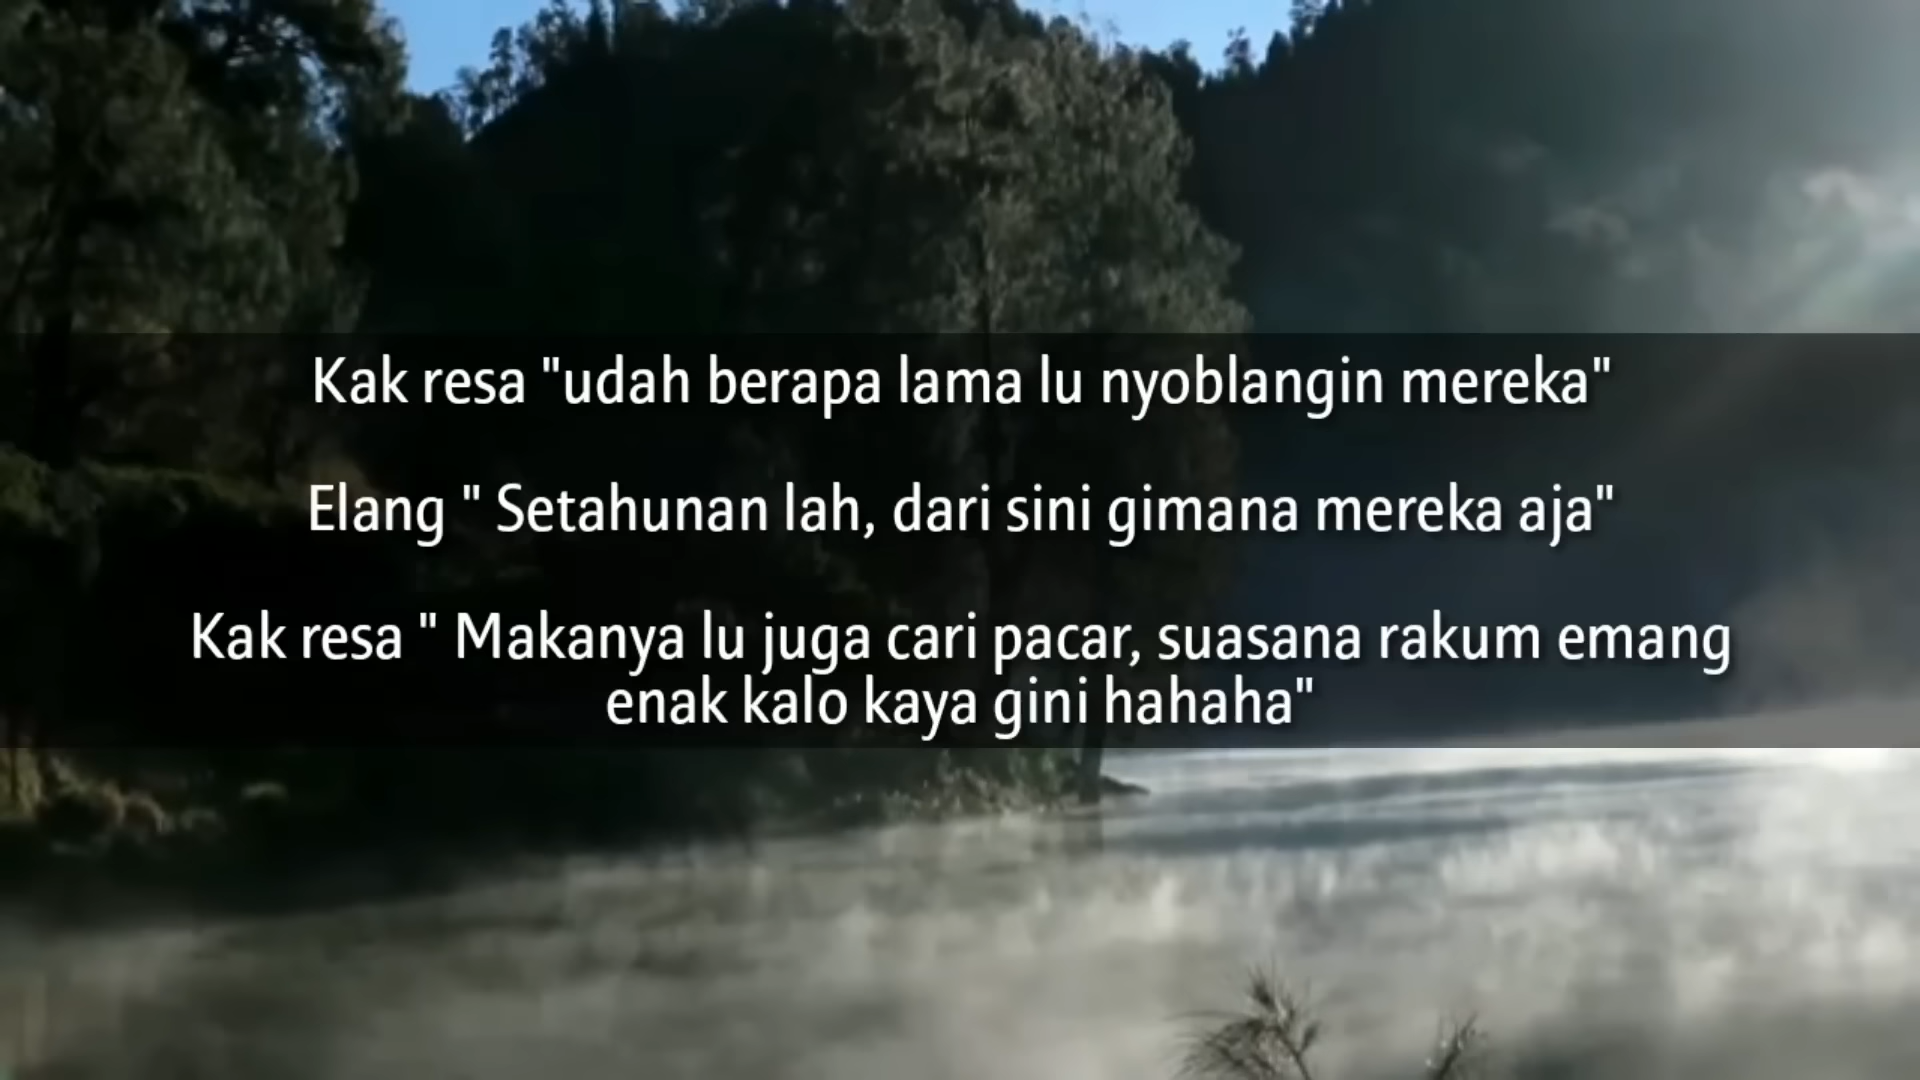 Kak resa "udah berapa lama lu nyoblangin mereka"
Elang " Setahunan lah, dari sini gimana mereka aja"
Kak resa " Makanya lu juga cari pacar, suasana rakum emang
enak kalo kaya gini hahaha"